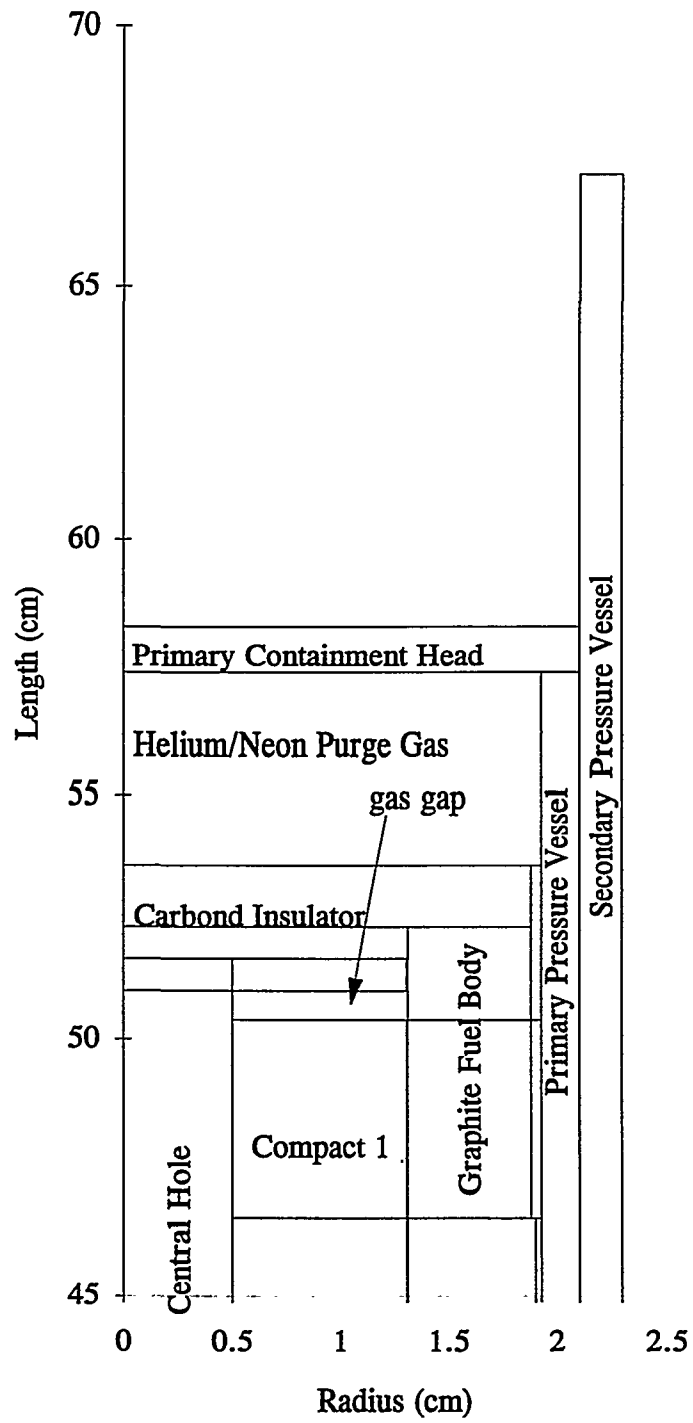 70
65
60
55
50
45
Length (cm)
Primary Containment Head
Helium/Neon Purge Gas
gas gap
Carbond Insulator
Compact 1
Central Hole
Graphite Fuel Body
Primary Pressure Vessel
Secondary Pressure Vessel
0 0.5 1 1.5 2 2.5
Radius (cm)